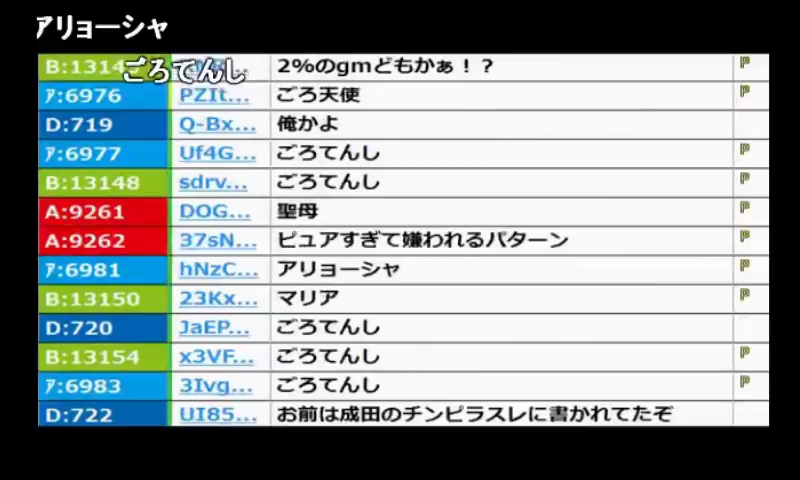 アリョーシャ
ごろてんし
B:1314 2%のgmどもかぁ！？ P
ｱ:6976 PZIt... ごろ天使 P
D:719 Q-Bx... 俺かよ
ｱ:6977 Uf4G... ごろてんし P
B:13148 sdrv... ごろてんし P
A:9261 DOG... 聖母 P
A:9262 37sN... ピュアすぎて嫌われるパターン P
ｱ:6981 hNzC... アリョーシャ P
B:13150 23Kx... マリア P
D:720 JaEP... ごろてんし
B:13154 x3VF... ごろてんし P
ｱ:6983 3Ivg... ごろてんし P
D:722 UI85... お前は成田のチンピラスレに書かれてたぞ